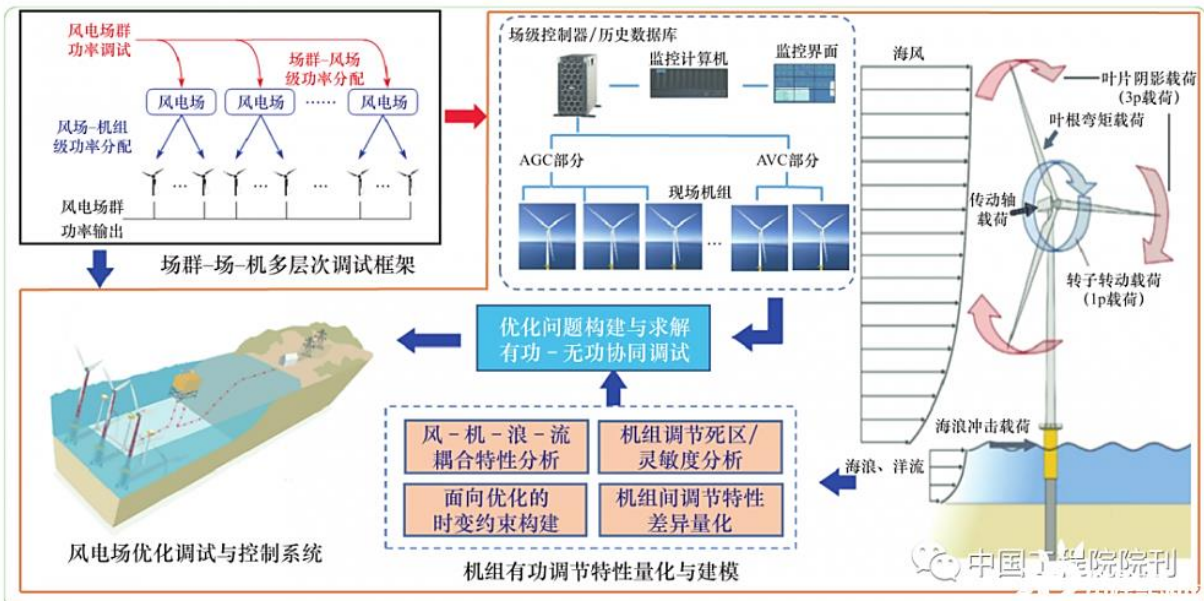 风电场群
功率调试
场群-风场
级功率分配
风电场
风电场
……
风电场
风场-机组
级功率分配
…
…
…
…
风电场群
功率输出
场群-场-机多层次调试框架
场级控制器/历史数据库
监控计算机
监控界面
AGC部分
AVC部分
现场机组
…
海风
叶片阴影载荷
(3p载荷)
叶根弯矩载荷
传动轴
载荷
转子转动载荷
(1p载荷)
海浪冲击载荷
海浪、洋流
优化问题构建与求解
有功-无功协同调试
风-机-浪-流
耦合特性分析
机组调节死区/
灵敏度分析
面向优化的
时变约束构建
机组间调节特性
差异量化
风电场优化调试与控制系统
机组有功调节特性量化与建模
中国工程院院刊